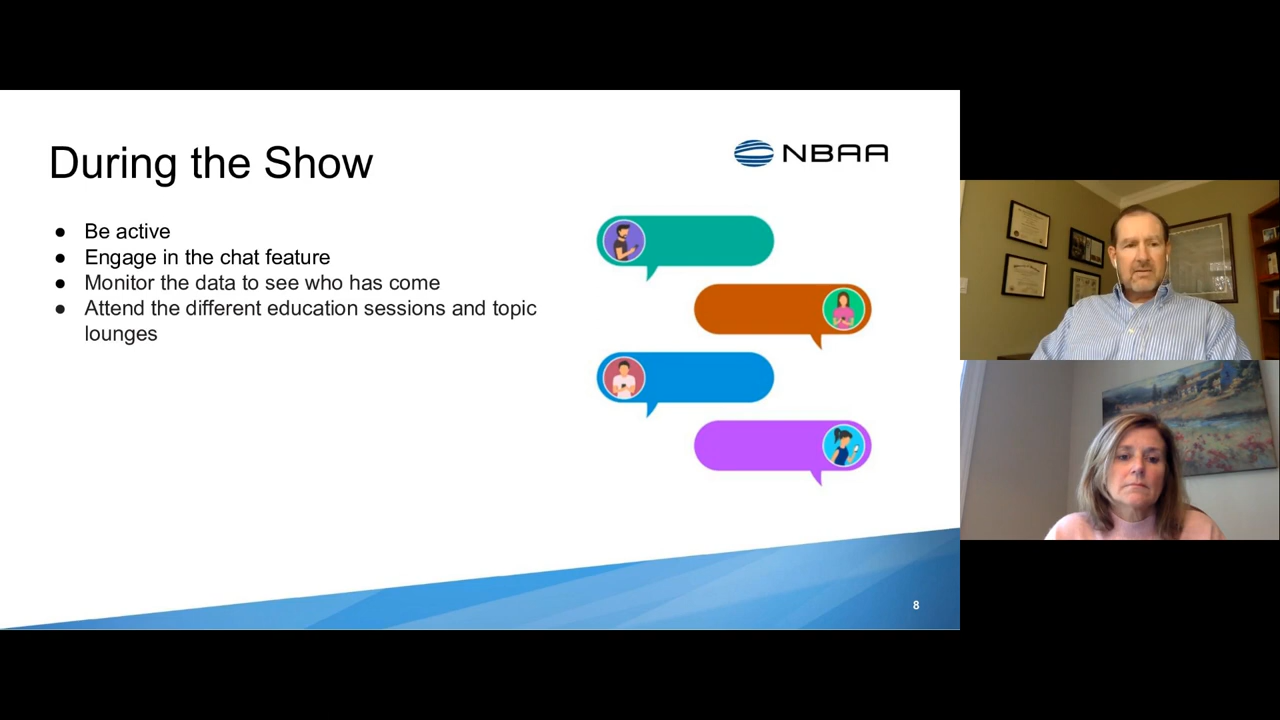 During the Show
NBAA
● Be active
● Engage in the chat feature
● Monitor the data to see who has come
● Attend the different education sessions and topic
lounges
8